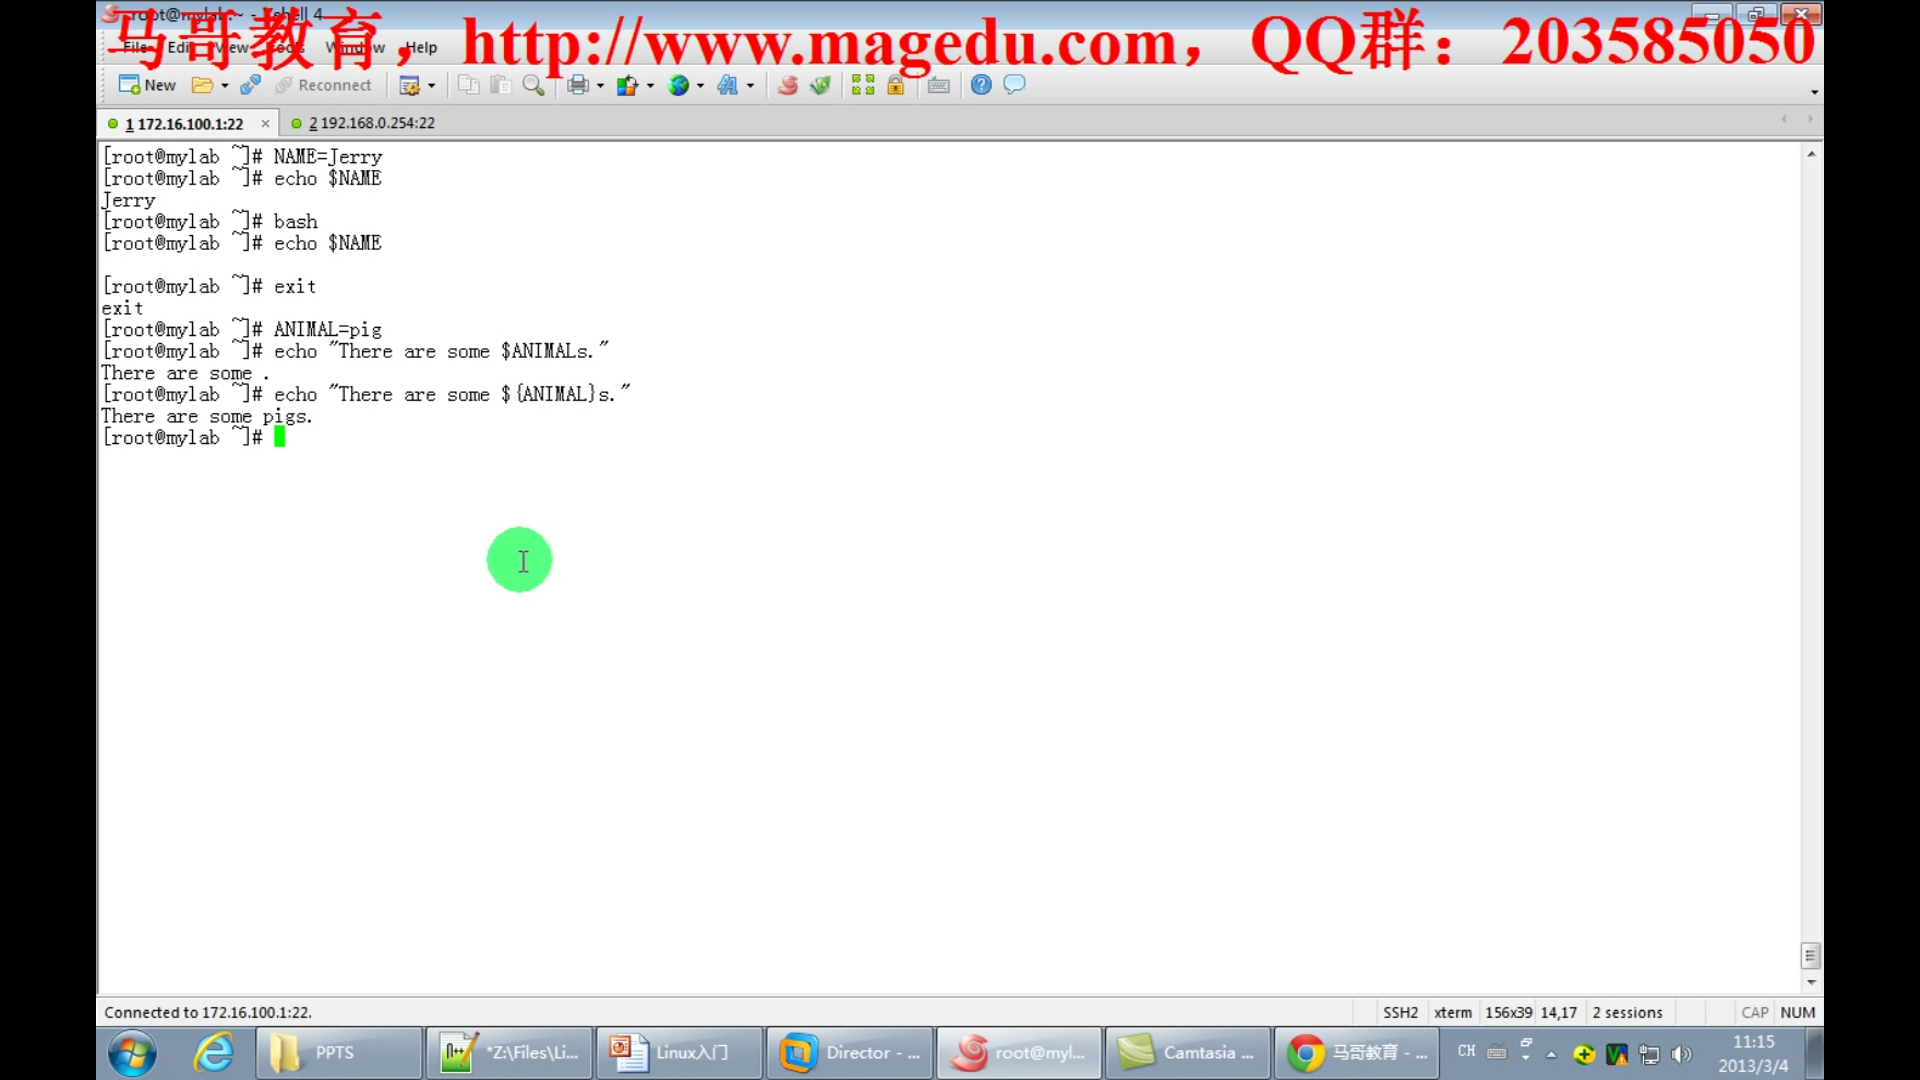 root@mylab:~ - Xshell 4
马哥教育，http://www.magedu.com，QQ群：203585050
File Edit View Tools Window Help
New Reconnect
1 172.16.100.1:22 2 192.168.0.254:22
[root@mylab ~]# NAME=Jerry
[root@mylab ~]# echo $NAME
Jerry
[root@mylab ~]# bash
[root@mylab ~]# echo $NAME
[root@mylab ~]# exit
exit
[root@mylab ~]# ANIMAL=pig
[root@mylab ~]# echo "There are some $ANIMALs."
There are some .
[root@mylab ~]# echo "There are some ${ANIMAL}s."
There are some pigs.
[root@mylab ~]#
Connected to 172.16.100.1:22. SSH2 xterm 156x39 14,17 2 sessions CAP NUM
PPTS *Z:\Files\Li... Linux入门 Director - ... root@myl... Camtasia ... 马哥教育 - ... CH 11:15
2013/3/4